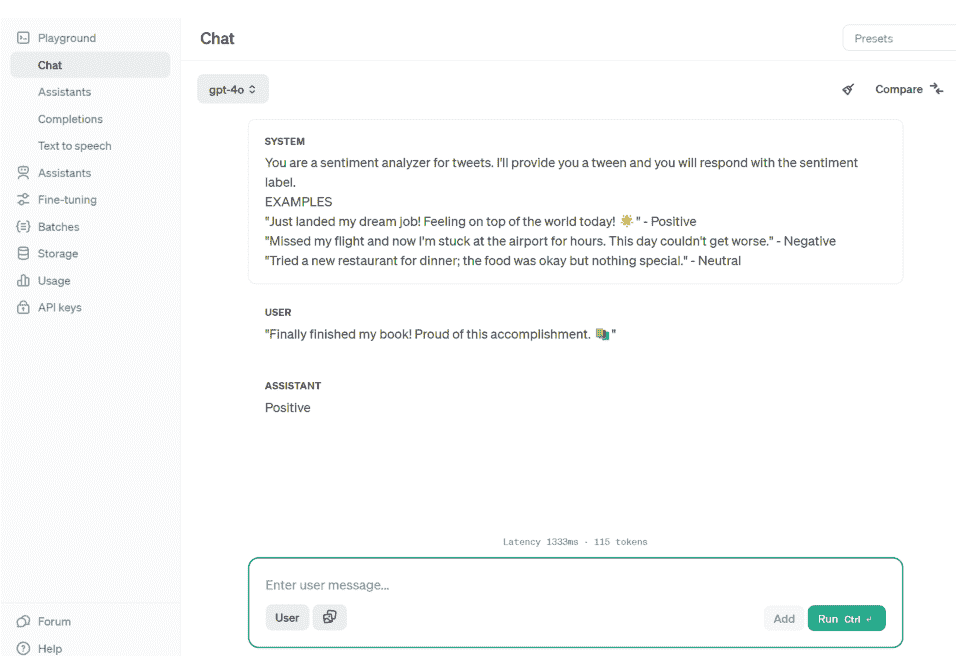 Playground
Chat
Assistants
Completions
Text to speech
Assistants
Fine-tuning
Batches
Storage
Usage
API keys
Forum
Help
Chat
Presets
gpt-4o
Compare
SYSTEM
You are a sentiment analyzer for tweets. I'll provide you a tween and you will respond with the sentiment
label.
EXAMPLES
"Just landed my dream job! Feeling on top of the world today! ☀️" - Positive
"Missed my flight and now I'm stuck at the airport for hours. This day couldn't get worse." - Negative
"Tried a new restaurant for dinner; the food was okay but nothing special." - Neutral
USER
"Finally finished my book! Proud of this accomplishment. 📚"
ASSISTANT
Positive
Latency 1333ms · 115 tokens
Enter user message...
User
Add
Run Ctrl ↵